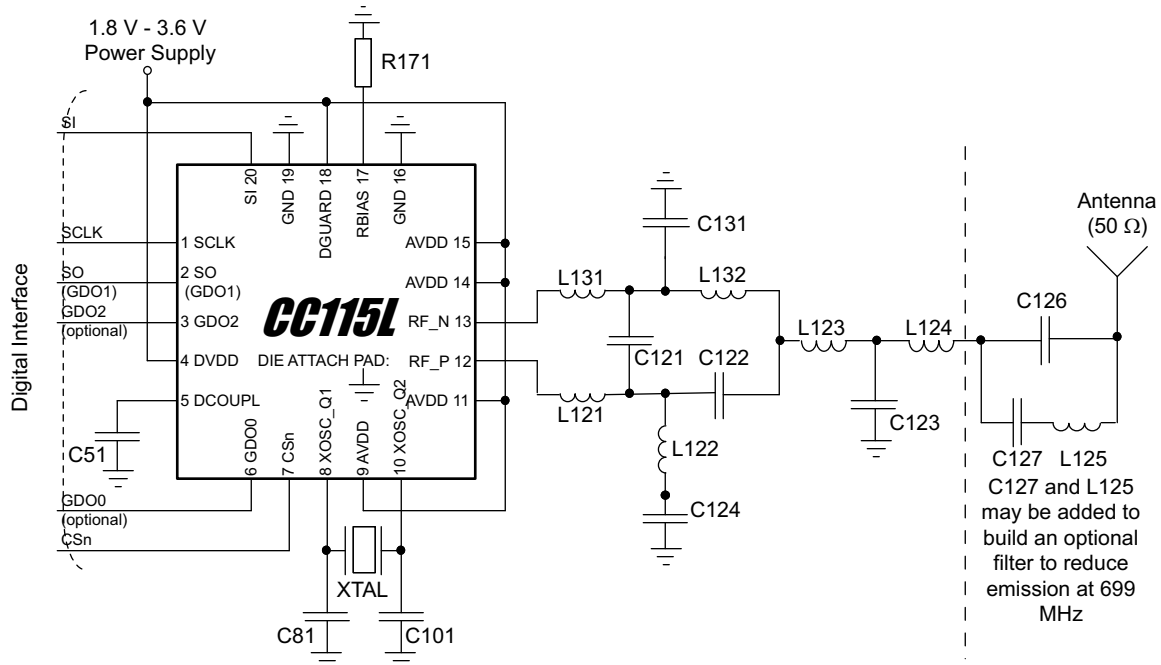 1.8 V - 3.6 V
Power Supply
R171
SI
SI 20
GND 19
DGUARD 18
RBIAS 17
GND 16
Antenna
(50 Ω)
C131
SCLK
1 SCLK
AVDD 15
SO
(GDO1)
2 SO
(GDO1)
AVDD 14
L131
L132
GDO2
(optional)
3 GDO2
CC115L
RF_N 13
C126
L123
L124
4 DVDD
DIE ATTACH PAD:
RF_P 12
C121
C122
Digital Interface
5 DCOUPL
AVDD 11
L121
C123
C51
6 GDO0
7 CSn
8 XOSC_Q1
9 AVDD
10 XOSC_Q2
L122
C127
L125
GDO0
(optional)
C124
CSn
XTAL
C81
C101
C127 and L125
may be added to
build an optional
filter to reduce
emission at 699
MHz